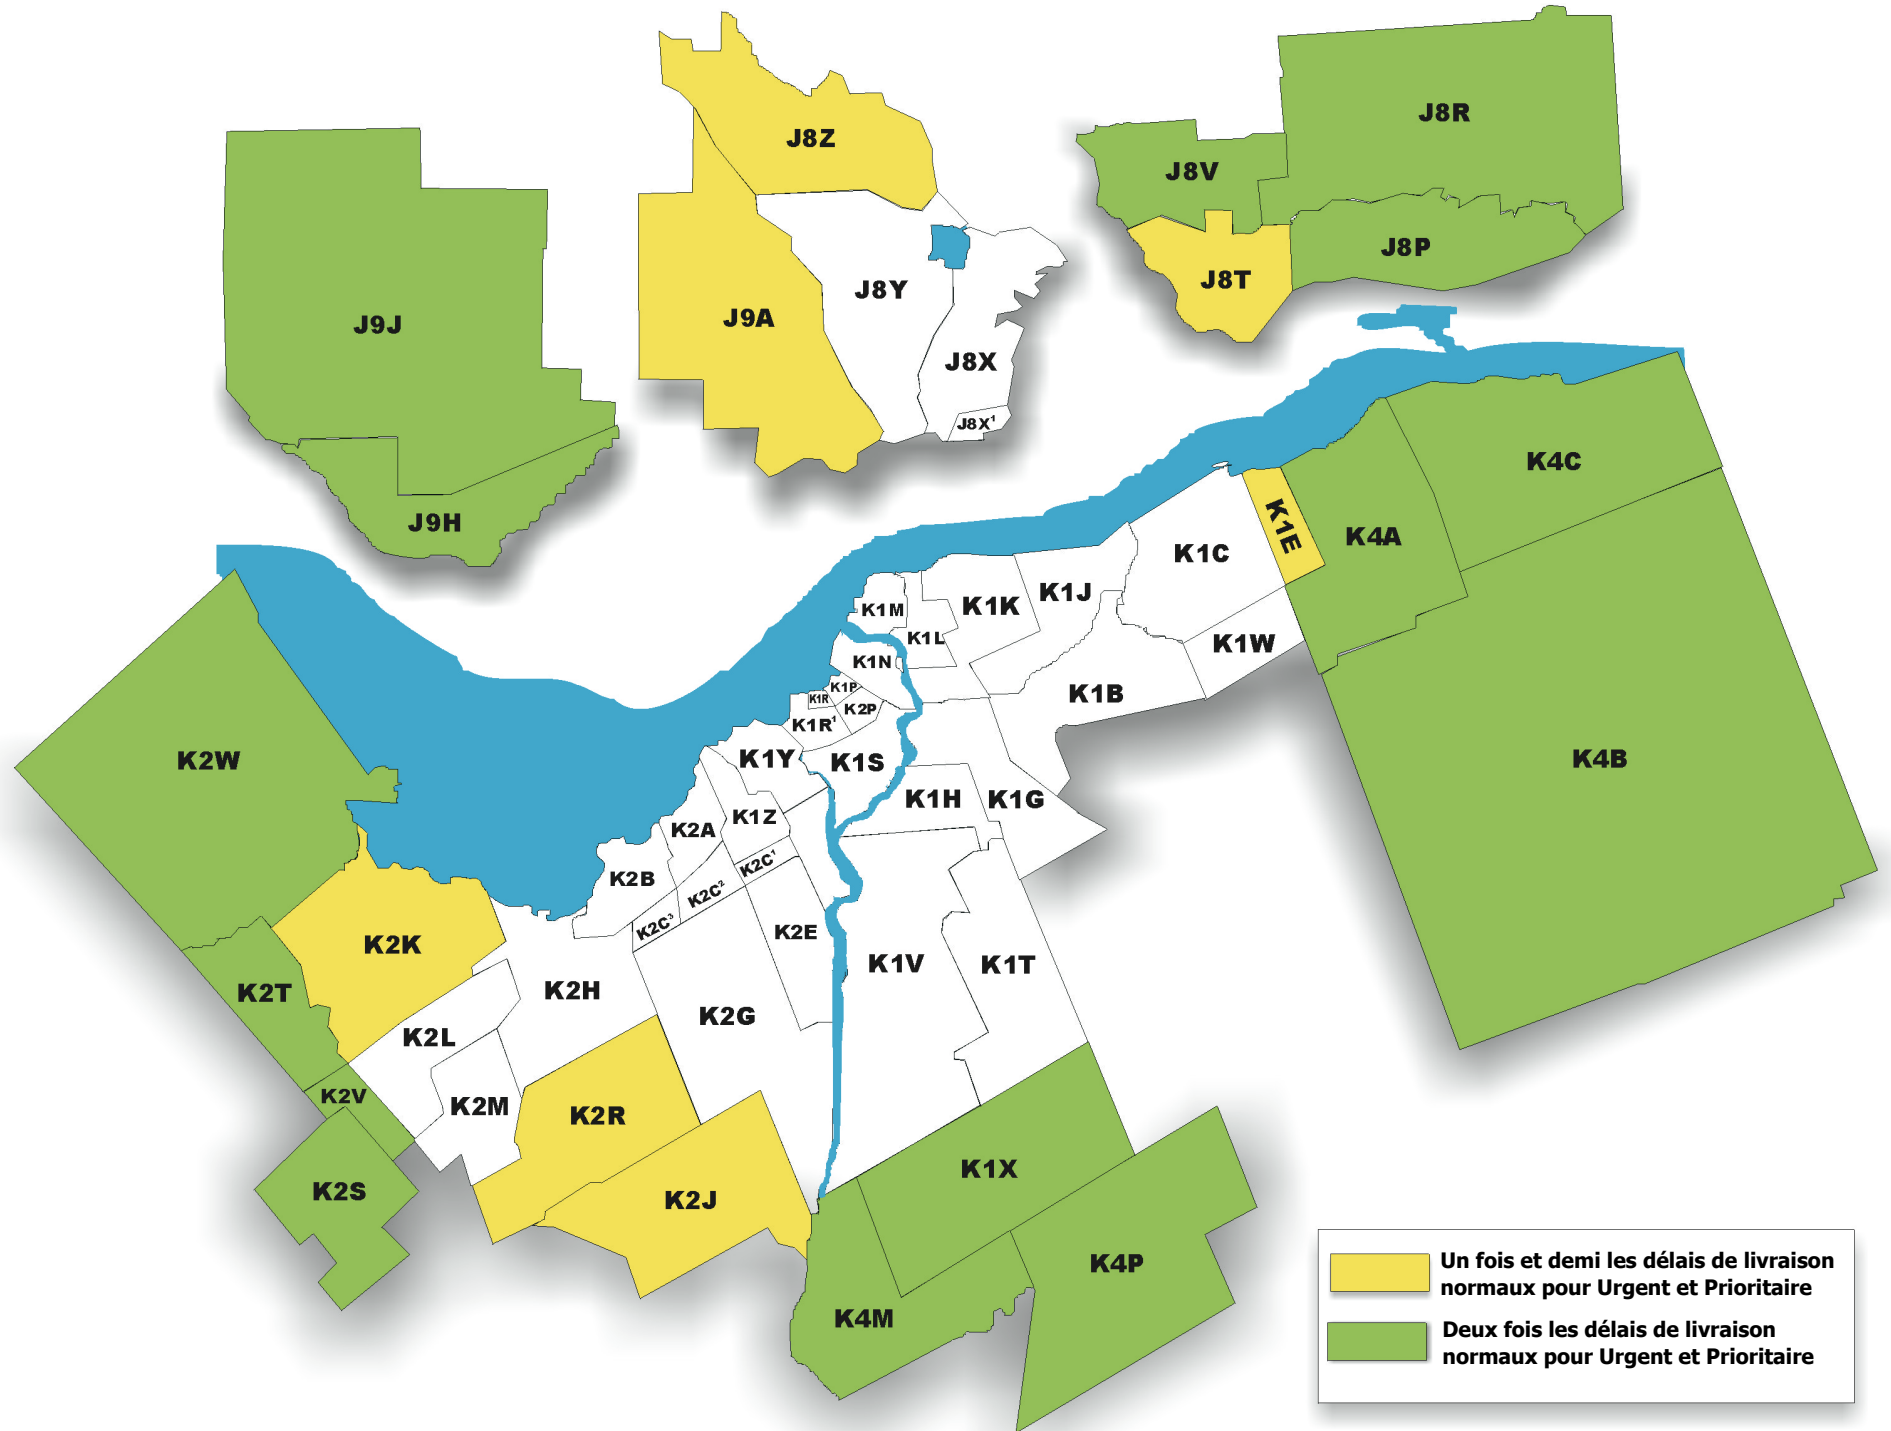 J8Z
J8R
J8V
J8P
J8T
J8Y
J9A
J9J
J8X
J8X¹
J9H
K4C
K1E
K4A
K1C
K1J
K1K
K1M
K1L
K1W
K1N
K1B
K1P
K1R
K2P
K1R¹
K1Y
K1S
K2W
K4B
K1H
K1G
K1Z
K2A
K2C¹
K2B
K2C²
K2C³
K2E
K2K
K1V
K1T
K2T
K2H
K2G
K2L
K2V
K2M
K2R
K1X
K2S
K2J
K4P
K4M
Un fois et demi les délais de livraison
normaux pour Urgent et Prioritaire
Deux fois les délais de livraison
normaux pour Urgent et Prioritaire